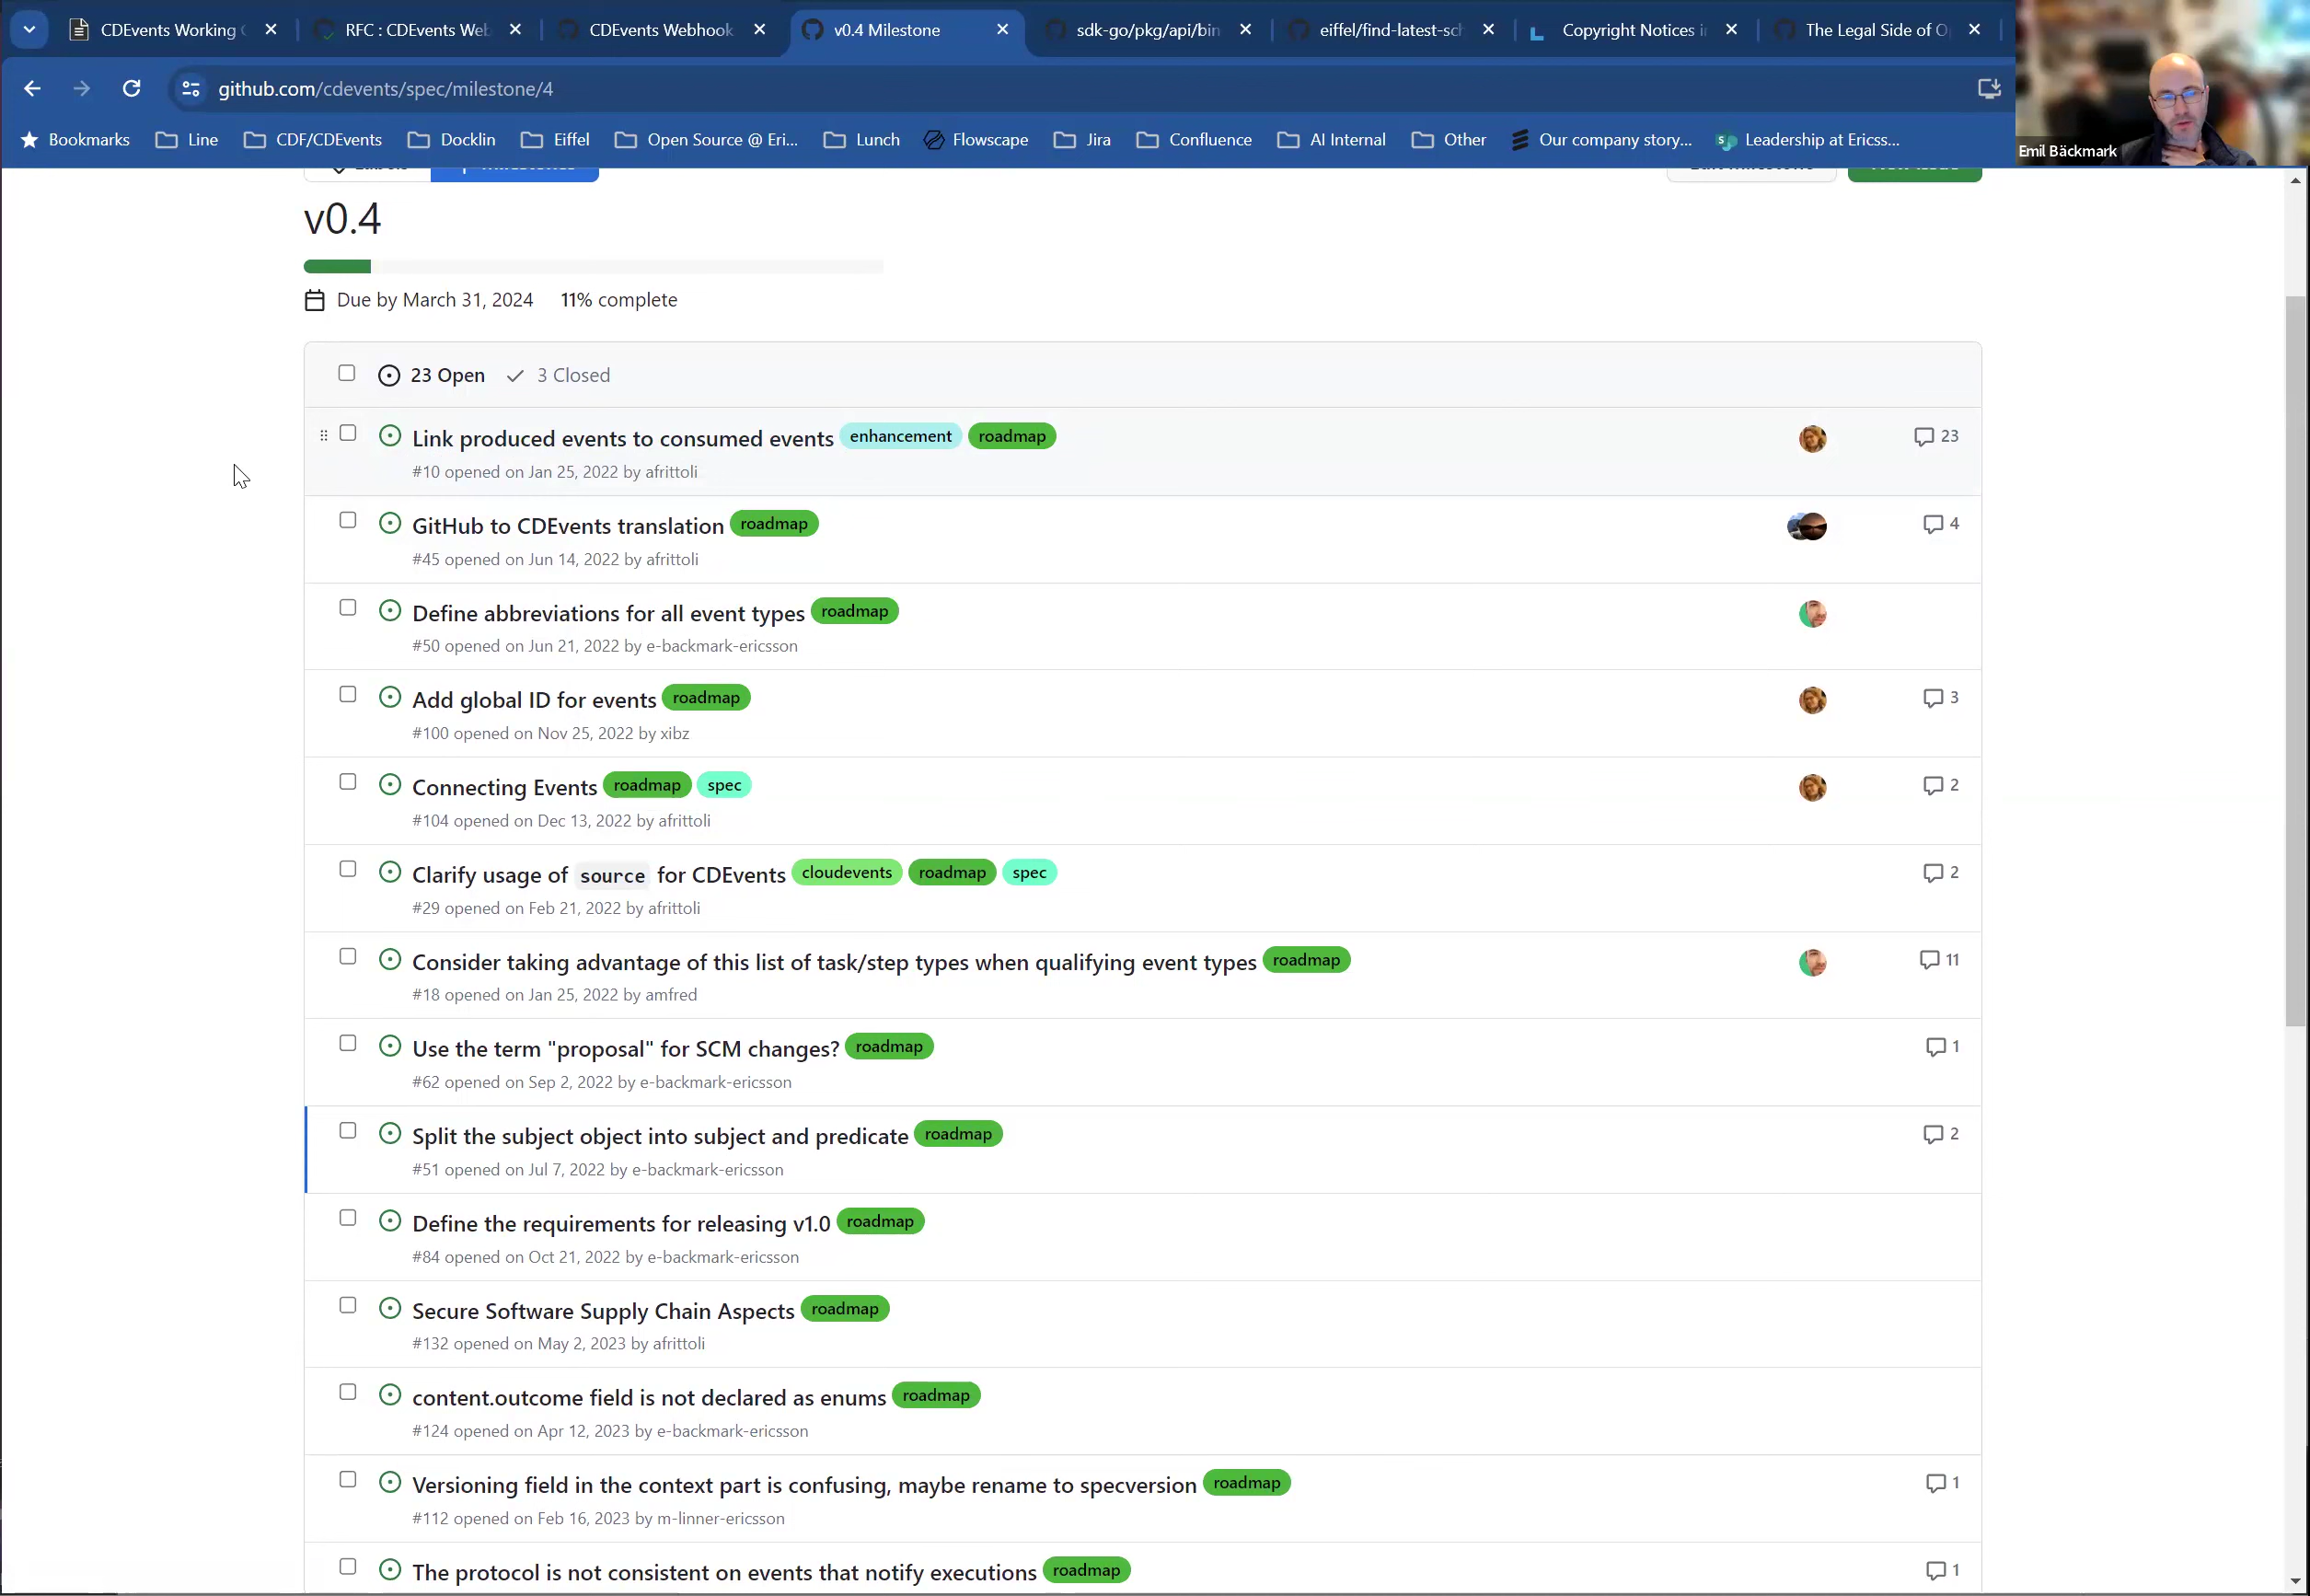 CDEvents Working
RFC : CDEvents Web
CDEvents Webhook
v0.4 Milestone
sdk-go/pkg/api/bin
eiffel/find-latest-sch
Copyright Notices i
The Legal Side of O
github.com/cdevents/spec/milestone/4
Bookmarks
Line
CDF/CDEvents
Docklin
Eiffel
Open Source @ Eri...
Lunch
Flowscape
Jira
Confluence
AI Internal
Other
Our company story...
Leadership at Ericss...
Emil Bäckmark
v0.4
Due by March 31, 2024 11% complete
23 Open 3 Closed
Link produced events to consumed events enhancement roadmap 23
#10 opened on Jan 25, 2022 by afrittoli
GitHub to CDEvents translation roadmap 4
#45 opened on Jun 14, 2022 by afrittoli
Define abbreviations for all event types roadmap
#50 opened on Jun 21, 2022 by e-backmark-ericsson
Add global ID for events roadmap 3
#100 opened on Nov 25, 2022 by xibz
Connecting Events roadmap spec 2
#104 opened on Dec 13, 2022 by afrittoli
Clarify usage of source for CDEvents cloudevents roadmap spec 2
#29 opened on Feb 21, 2022 by afrittoli
Consider taking advantage of this list of task/step types when qualifying event types roadmap 11
#18 opened on Jan 25, 2022 by amfred
Use the term "proposal" for SCM changes? roadmap 1
#62 opened on Sep 2, 2022 by e-backmark-ericsson
Split the subject object into subject and predicate roadmap 2
#51 opened on Jul 7, 2022 by e-backmark-ericsson
Define the requirements for releasing v1.0 roadmap
#84 opened on Oct 21, 2022 by e-backmark-ericsson
Secure Software Supply Chain Aspects roadmap
#132 opened on May 2, 2023 by afrittoli
content.outcome field is not declared as enums roadmap
#124 opened on Apr 12, 2023 by e-backmark-ericsson
Versioning field in the context part is confusing, maybe rename to specversion roadmap 1
#112 opened on Feb 16, 2023 by m-linner-ericsson
The protocol is not consistent on events that notify executions roadmap 1